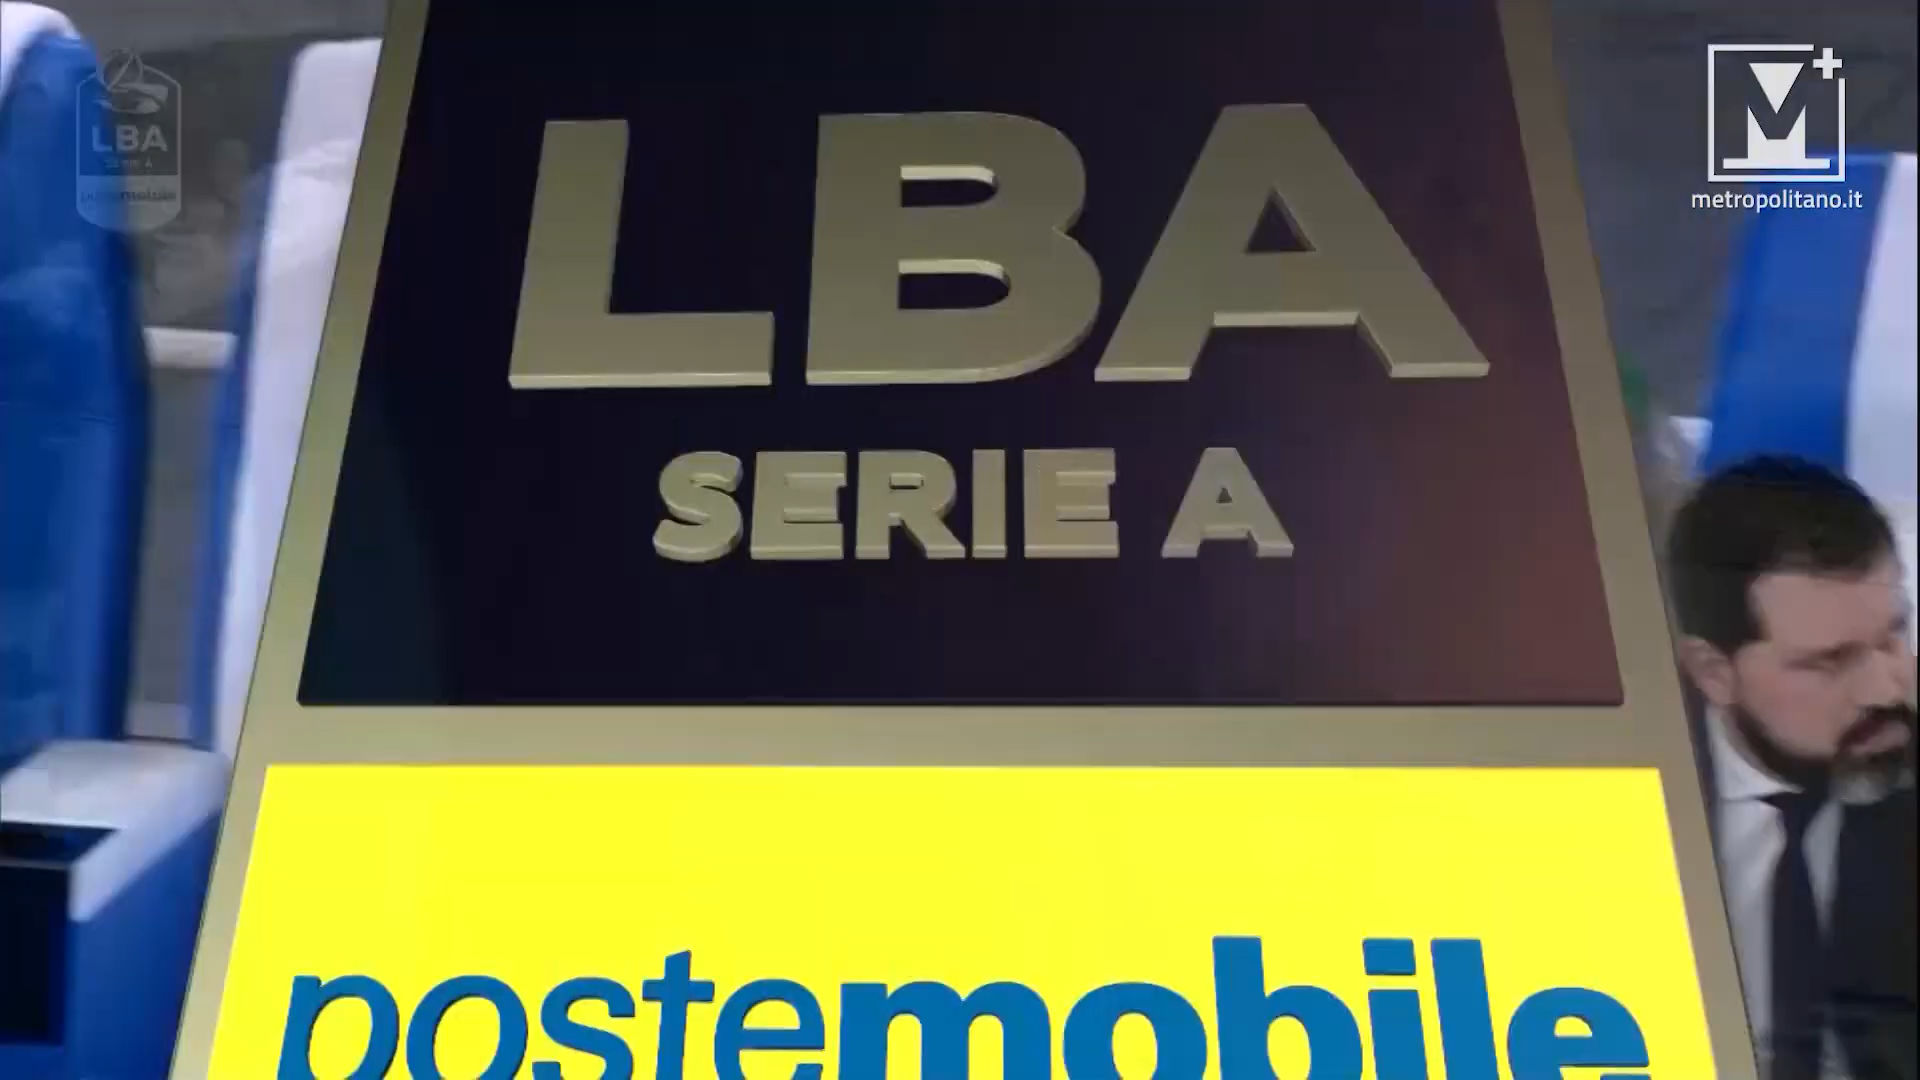 LBA
SERIE A
postemobile
LBA
SERIE A
postemobile
metropolitano.it